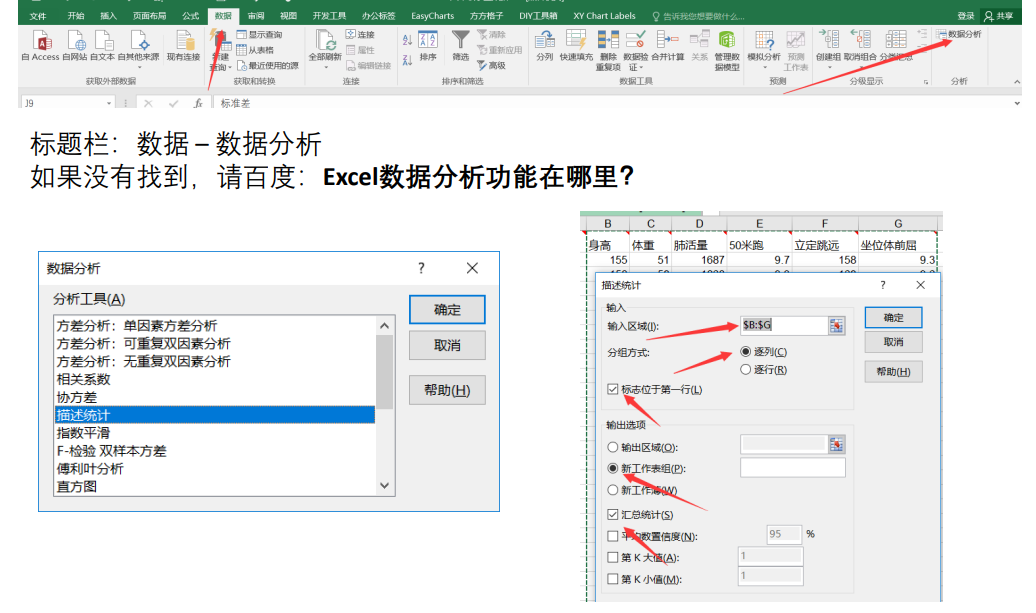 文件 开始 插入 页面布局 公式 数据 审阅 视图 开发工具 办公标签 EasyCharts 方方格子 DIY工具箱 XY Chart Labels 告诉我您想要做什么... 登录 共享
自 Access 自网站 自文本 自其他来源 现有连接 新建查询 显示查询 从表格 最近使用的源 全部刷新 连接 属性 编辑链接 排序 筛选 清除 重新应用 高级 分列 快速填充 删除重复项 数据验证 合并计算 关系 管理数据模型 模拟分析 预测工作表 创建组 取消组合 数据分析
获取外部数据 获取和转换 连接 排序和筛选 数据工具 预测 分级显示 分析
J9 fx 标准差
标题栏：数据 – 数据分析
如果没有找到，请百度：Excel数据分析功能在哪里？
数据分析 ? ×
分析工具(A)
方差分析：单因素方差分析
方差分析：可重复双因素分析
方差分析：无重复双因素分析
相关系数
协方差
描述统计
指数平滑
F-检验 双样本方差
傅利叶分析
直方图
确定
取消
帮助(H)
B C D E F G
身高 体重 肺活量 50米跑 立定跳远 坐位体前屈
155 51 1687 9.7 158 9.3
描述统计 ? ×
输入
输入区域(I): $B:$G
分组方式: 逐列(C)
逐行(R)
标志位于第一行(L)
输出选项
输出区域(O):
新工作表组(P):
新工作簿(W)
汇总统计(S)
平均数置信度(N): 95 %
第 K 大值(A): 1
第 K 小值(M): 1
确定
取消
帮助(H)